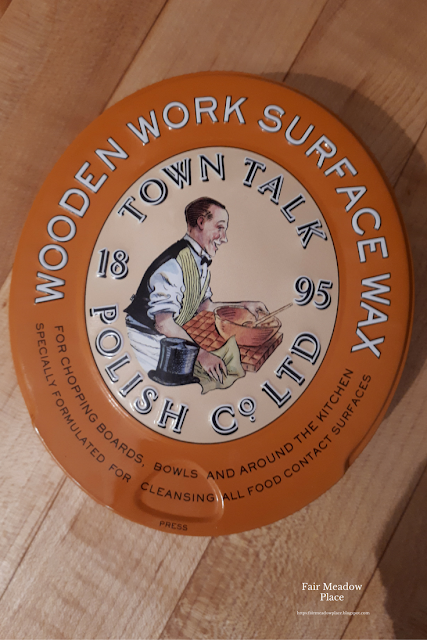 WOODEN WORK SURFACE WAX
TOWN TALK
18 95
POLISH Co LTD
FOR CHOPPING BOARDS, BOWLS AND AROUND THE KITCHEN
SPECIALLY FORMULATED FOR CLEANSING ALL FOOD CONTACT SURFACES
PRESS
Fair Meadow
Place